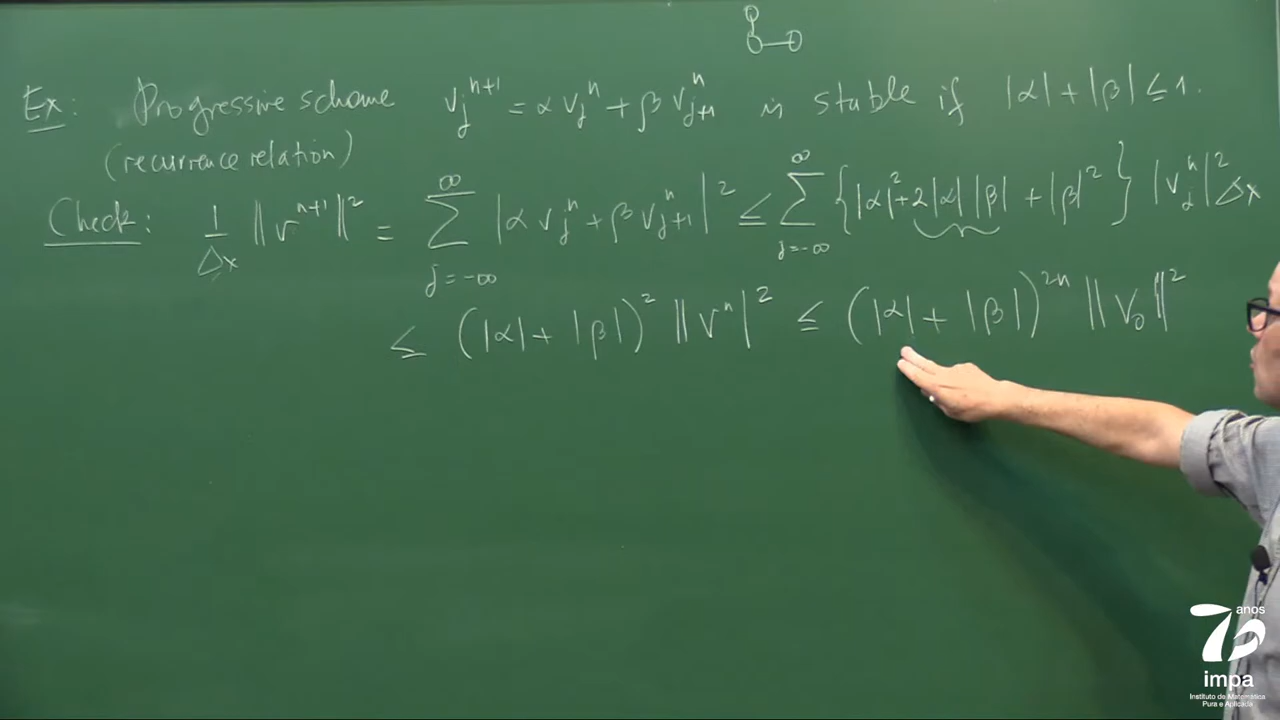 Ex: Progressive scheme v_j^{n+1} = α v_j^n + β v_{j+1}^n is stable if |α| + |β| ≤ 1.
(recurrence relation)
Check: 1/Δx ‖v^{n+1}‖^2 = ∑_{j=-∞}^{∞} |α v_j^n + β v_{j+1}^n|^2 ≤ ∑_{j=-∞}^{∞} {|α|^2 + 2|α||β| + |β|^2} |v_j^n|^2 Δx
≤ (|α| + |β|)^2 ‖v^n|^2 ≤ (|α| + |β|)^{2n} ‖v_0‖^2
70 anos
impa
Instituto de Matemática
Pura e Aplicada